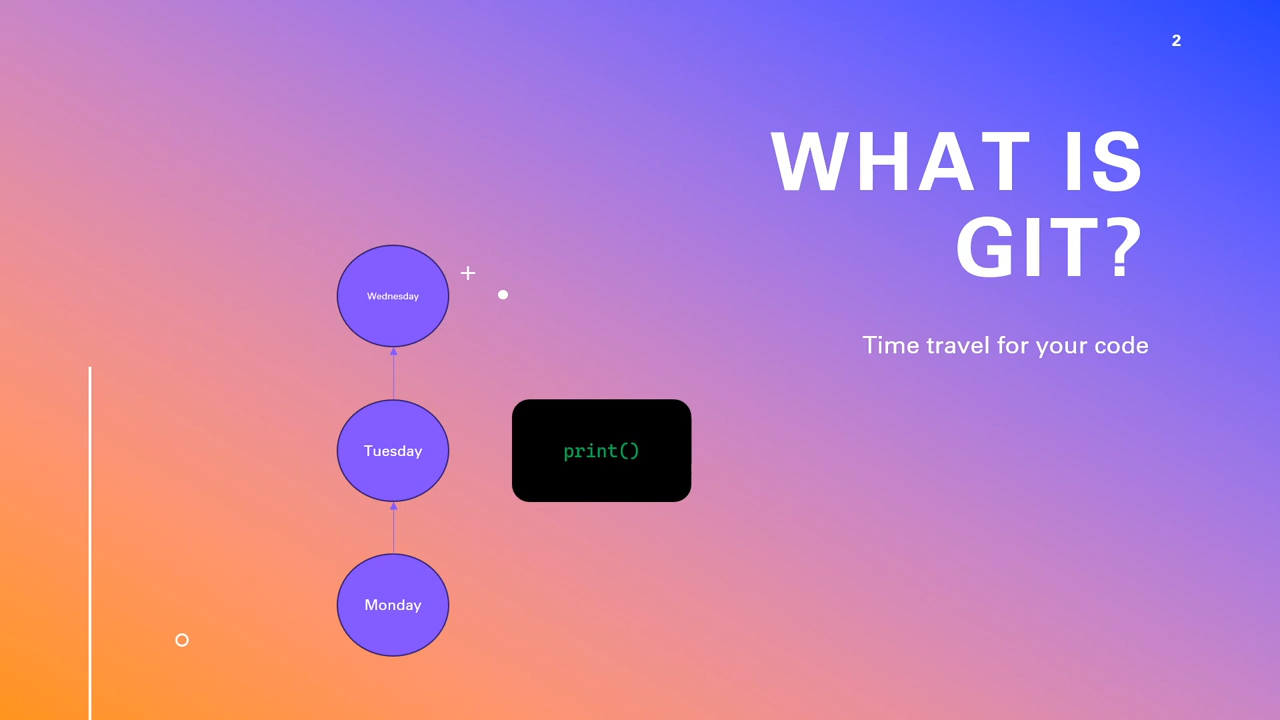 2
WHAT IS
GIT?
Time travel for your code
Wednesday
Tuesday
print()
Monday